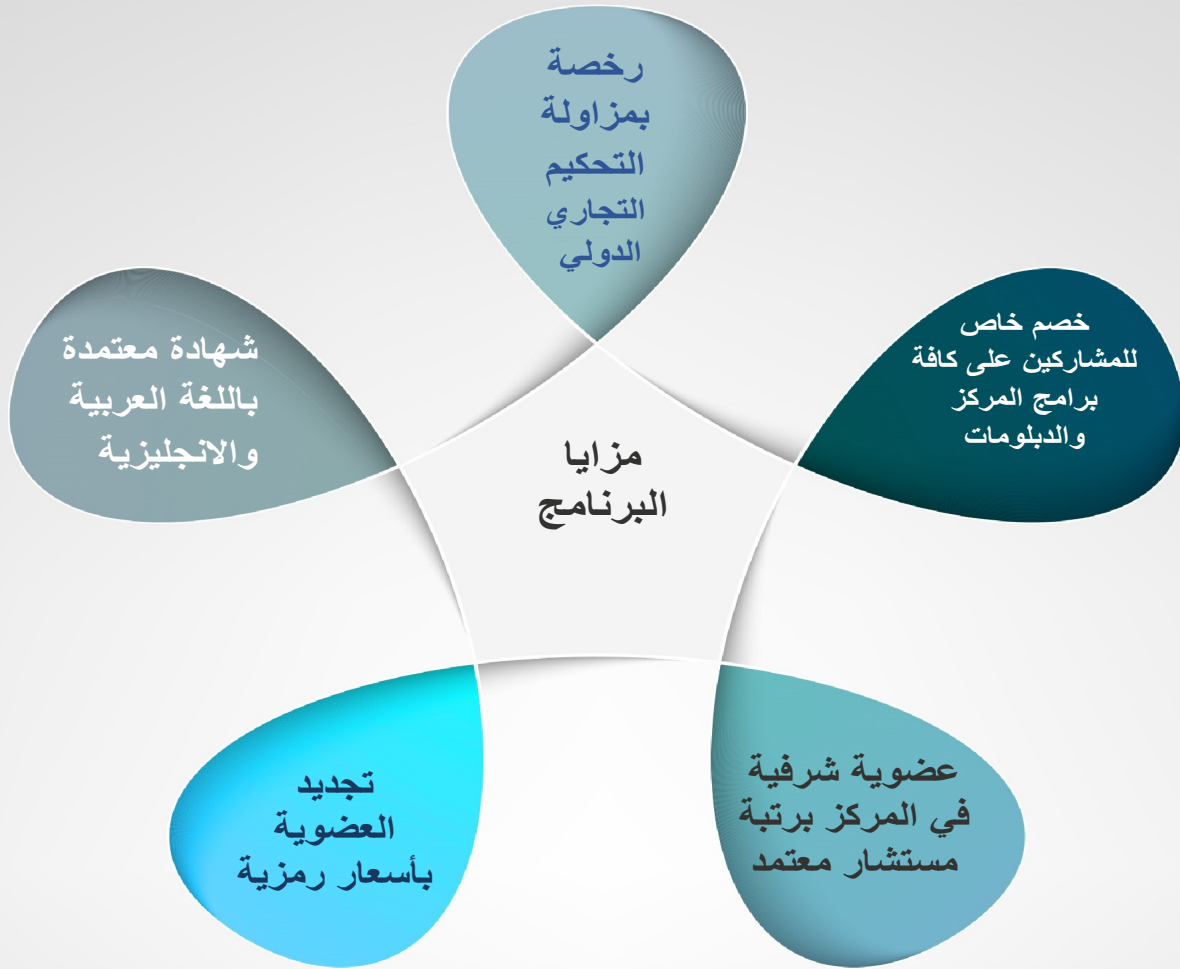 رخصة
بمزاولة
التحكيم
التجاري
الدولي
خصم خاص
للمشاركين على كافة
برامج المركز
والدبلومات
شهادة معتمدة
باللغة العربية
والانجليزية
مزايا
البرنامج
عضوية شرفية
في المركز برتبة
مستشار معتمد
تجديد
العضوية
بأسعار رمزية